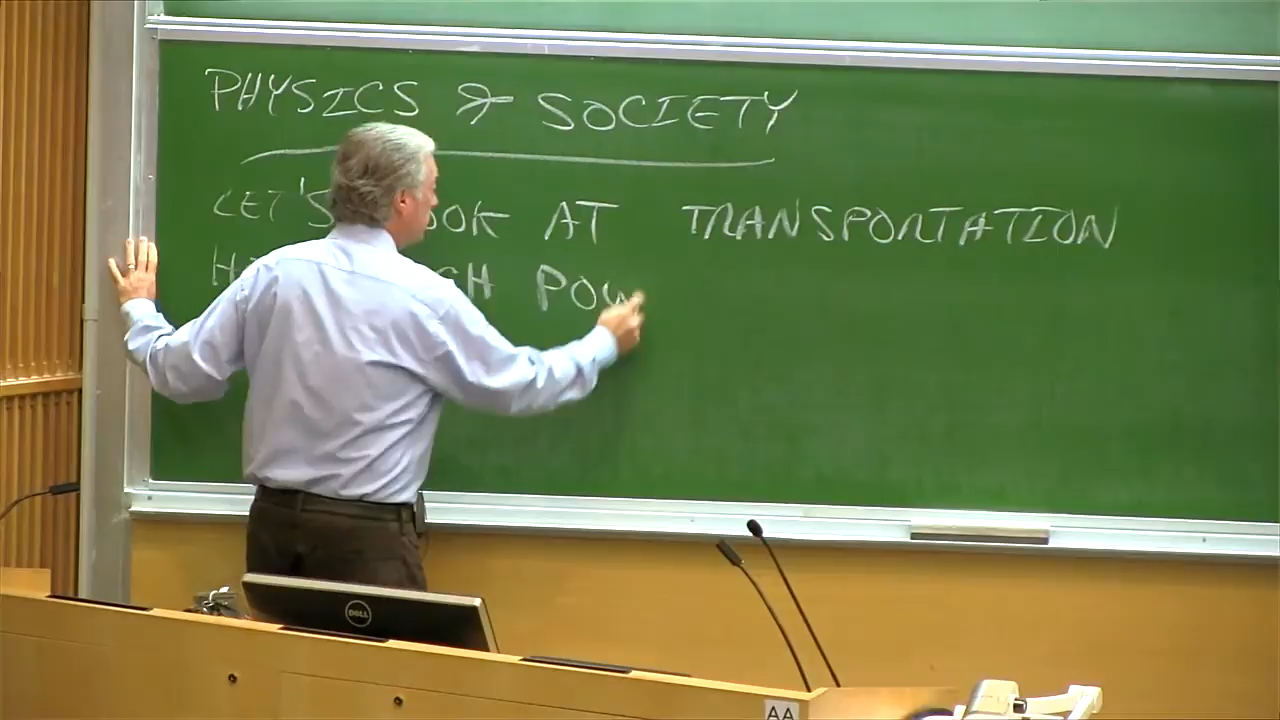 PHYSICS & SOCIETY
LET'S AT TRANSPORTATION
DELL
AA